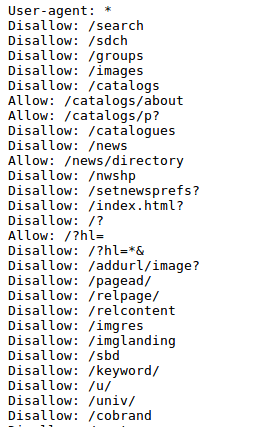 User-agent: *
Disallow: /search
Disallow: /sdch
Disallow: /groups
Disallow: /images
Disallow: /catalogs
Allow: /catalogs/about
Allow: /catalogs/p?
Disallow: /catalogues
Disallow: /news
Allow: /news/directory
Disallow: /nwshp
Disallow: /setnewsprefs?
Disallow: /index.html?
Disallow: /?
Allow: /?hl=
Disallow: /?hl=*&
Disallow: /addurl/image?
Disallow: /pagead/
Disallow: /relpage/
Disallow: /relcontent
Disallow: /imgres
Disallow: /imglanding
Disallow: /sbd
Disallow: /keyword/
Disallow: /u/
Disallow: /univ/
Disallow: /cobrand